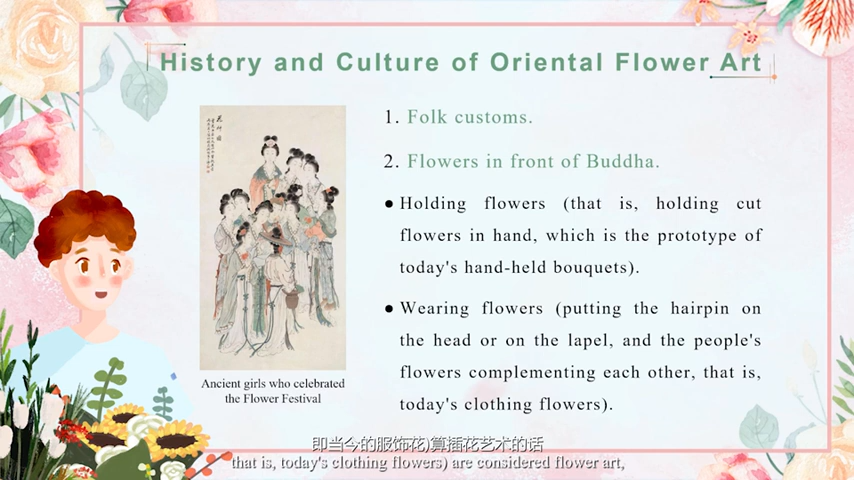 History and Culture of Oriental Flower Art
1. Folk customs.
2. Flowers in front of Buddha.
● Holding flowers (that is, holding cut
flowers in hand, which is the prototype of
today's hand-held bouquets).
● Wearing flowers (putting the hairpin on
the head or on the lapel, and the people's
flowers complementing each other, that is,
today's clothing flowers).
Ancient girls who celebrated
the Flower Festival
即当今的服饰花)算插花艺术的话
that is, today's clothing flowers) are considered flower art,